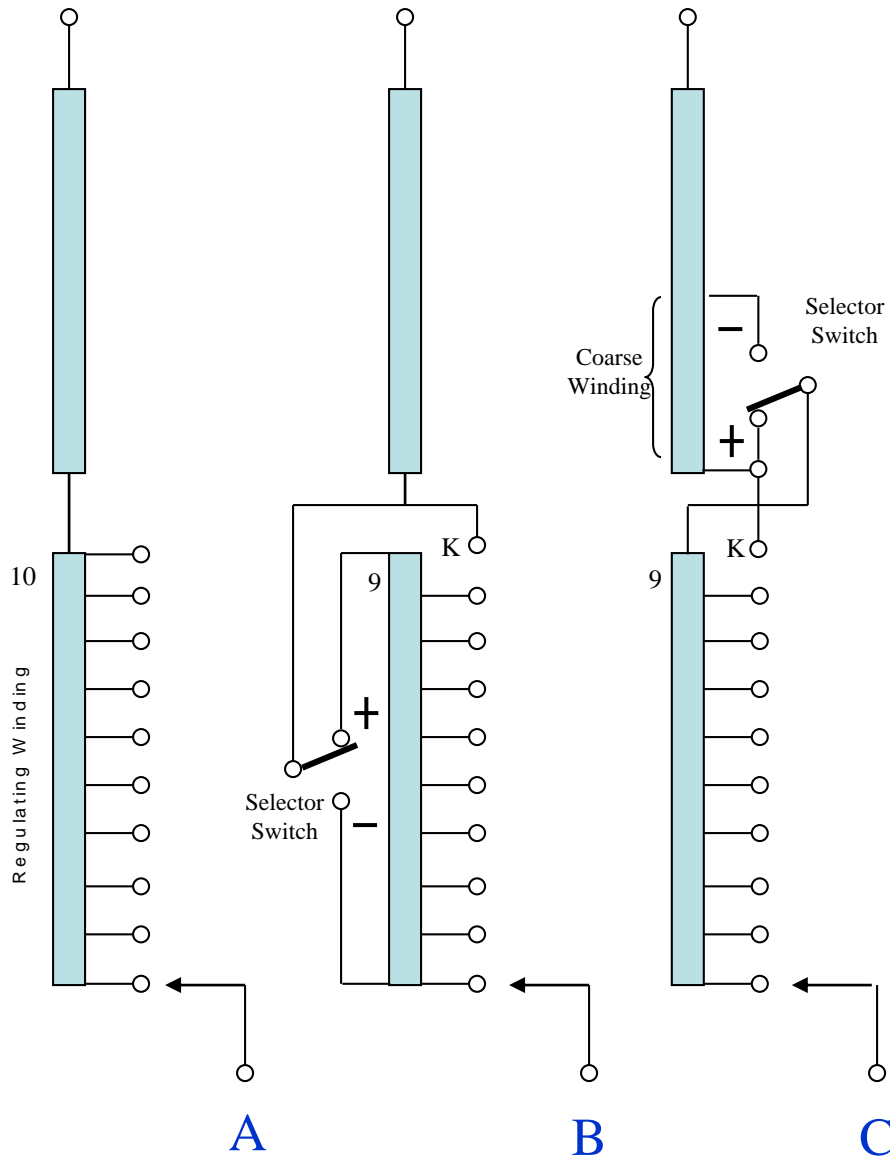 Coarse
Winding
−
+
Selector
Switch
10
Regulating Winding
K
9
+
−
Selector
Switch
K
9
A
B
C